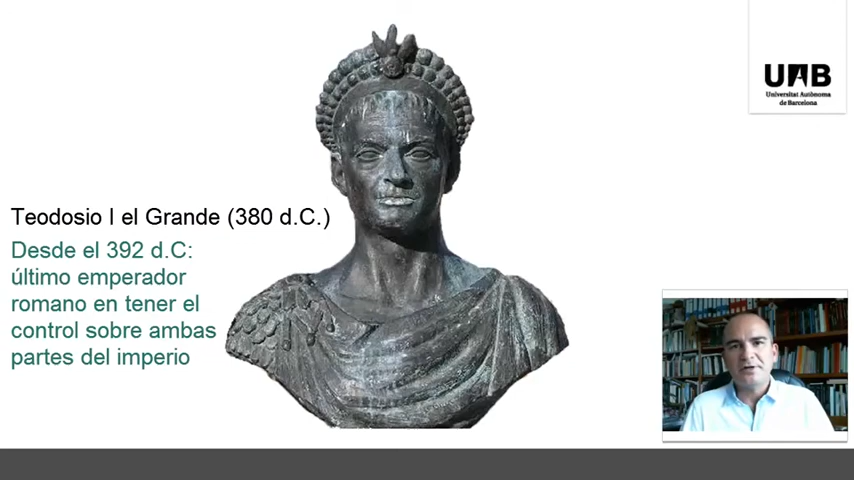 UAB
Universitat Autònoma
de Barcelona
Teodosio I el Grande (380 d.C.)
Desde el 392 d.C:
último emperador
romano en tener el
control sobre ambas
partes del imperio